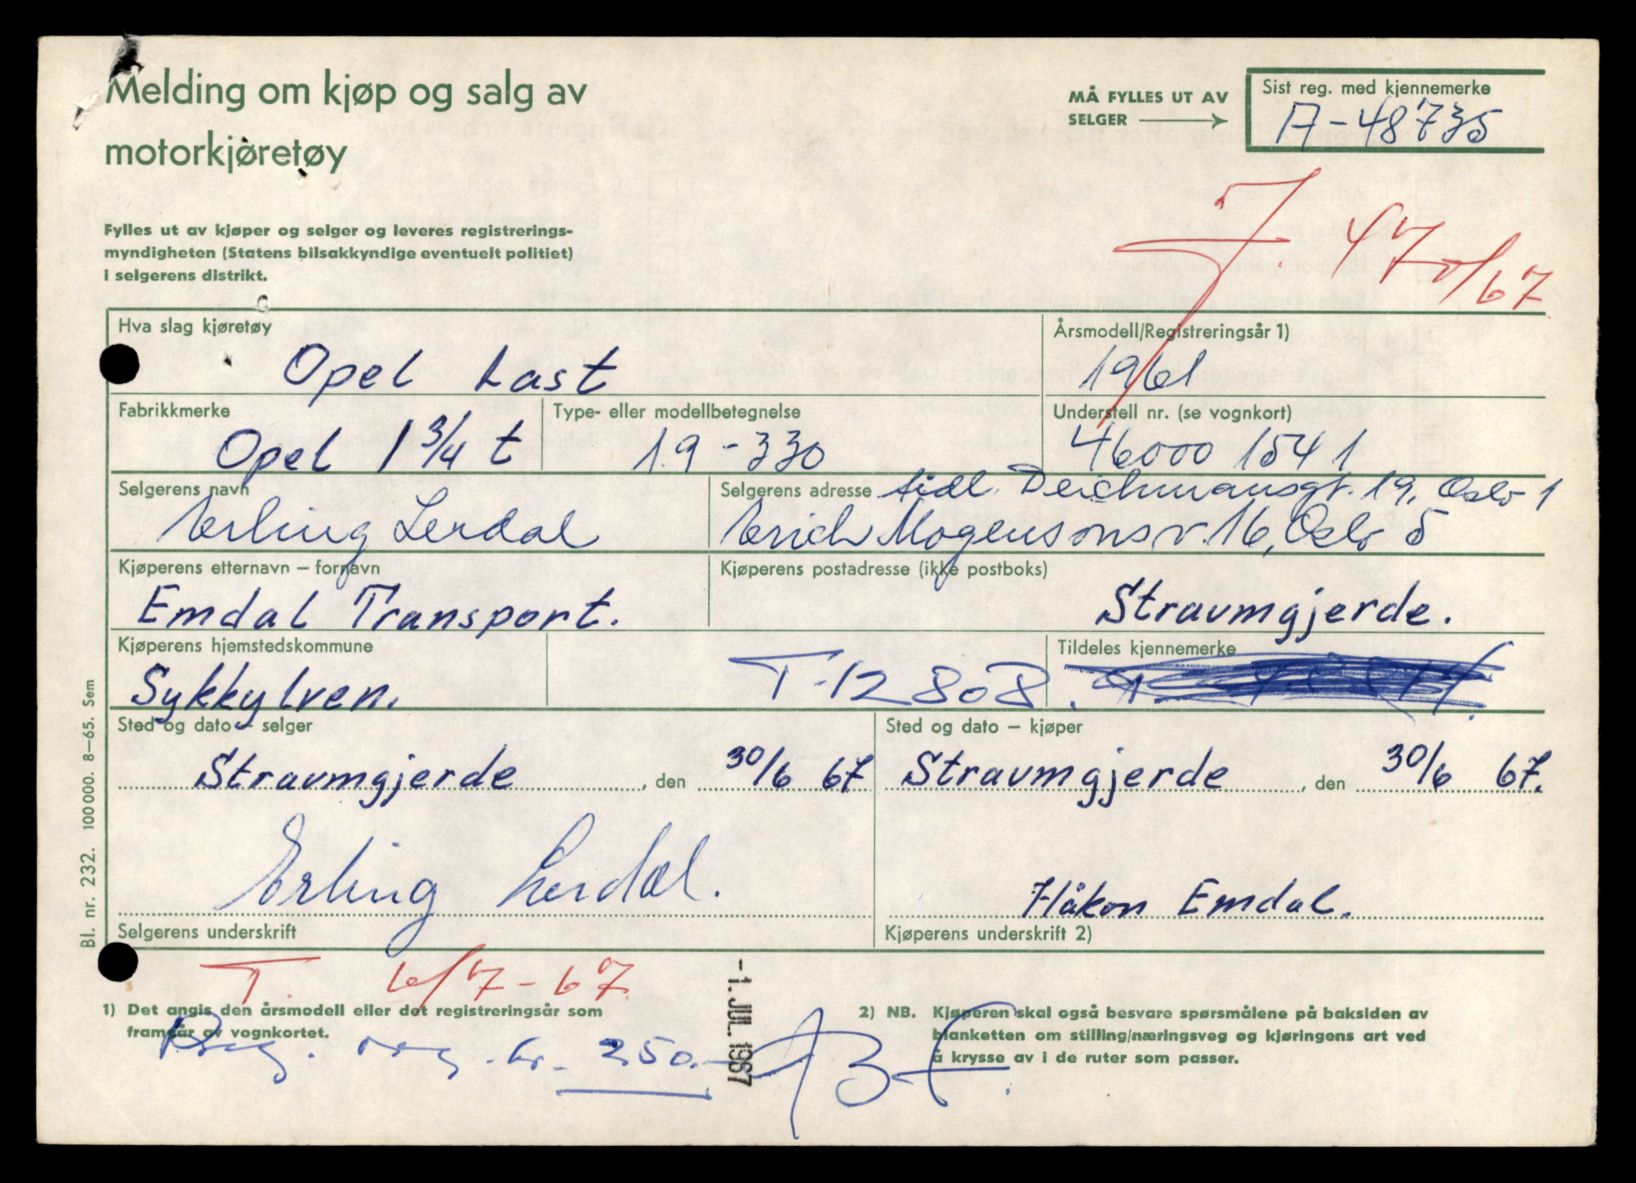 Melding om kjøp og salg av
motorkjøretøy
MÅ FYLLES UT AV
SELGER
Sist reg. med kjennemerke
A-48735
J. 470/67
Fylles ut av kjøper og selger og leveres registrerings-
myndigheten (Statens bilsakkyndige eventuelt politiet)
i selgerens distrikt.
Hva slag kjøretøy
Opel Last
Årsmodell/Registreringsår 1)
1961
Fabrikkmerke
Opel 1 3/4 t
Type- eller modellbetegnelse
1.9 - 330
Understell nr. (se vognkort)
46000 1541
Selgerens navn
Erling Lerdal
Selgerens adresse
tidl. Deichmansgt. 19, Oslo 1
Erich Mogensønsv. 16, Oslo 5
Kjøperens etternavn – fornavn
Emdal Transport.
Kjøperens postadresse (ikke postboks)
Straumgjerde.
Kjøperens hjemstedskommune
Sykkylven.
T-12808.
Tildeles kjennemerke
Sted og dato – selger
Straumgjerde, den 30/6 67
Sted og dato – kjøper
Straumgjerde, den 30/6 67.
Erling Lerdal.
Selgerens underskrift
Håkon Emdal.
Kjøperens underskrift 2)
Bl. nr. 232. 100000. 8–65. Sem
T. 6/7-67
1) Det angis den årsmodell eller det registreringsår som
framgår av vognkortet.
Reg. kr. 250.-
-1. JUL. 1967
2) NB. Kjøperen skal også besvare spørsmålene på baksiden av
blanketten om stilling/næringsveg og kjøringens art ved
å krysse av i de ruter som passer.